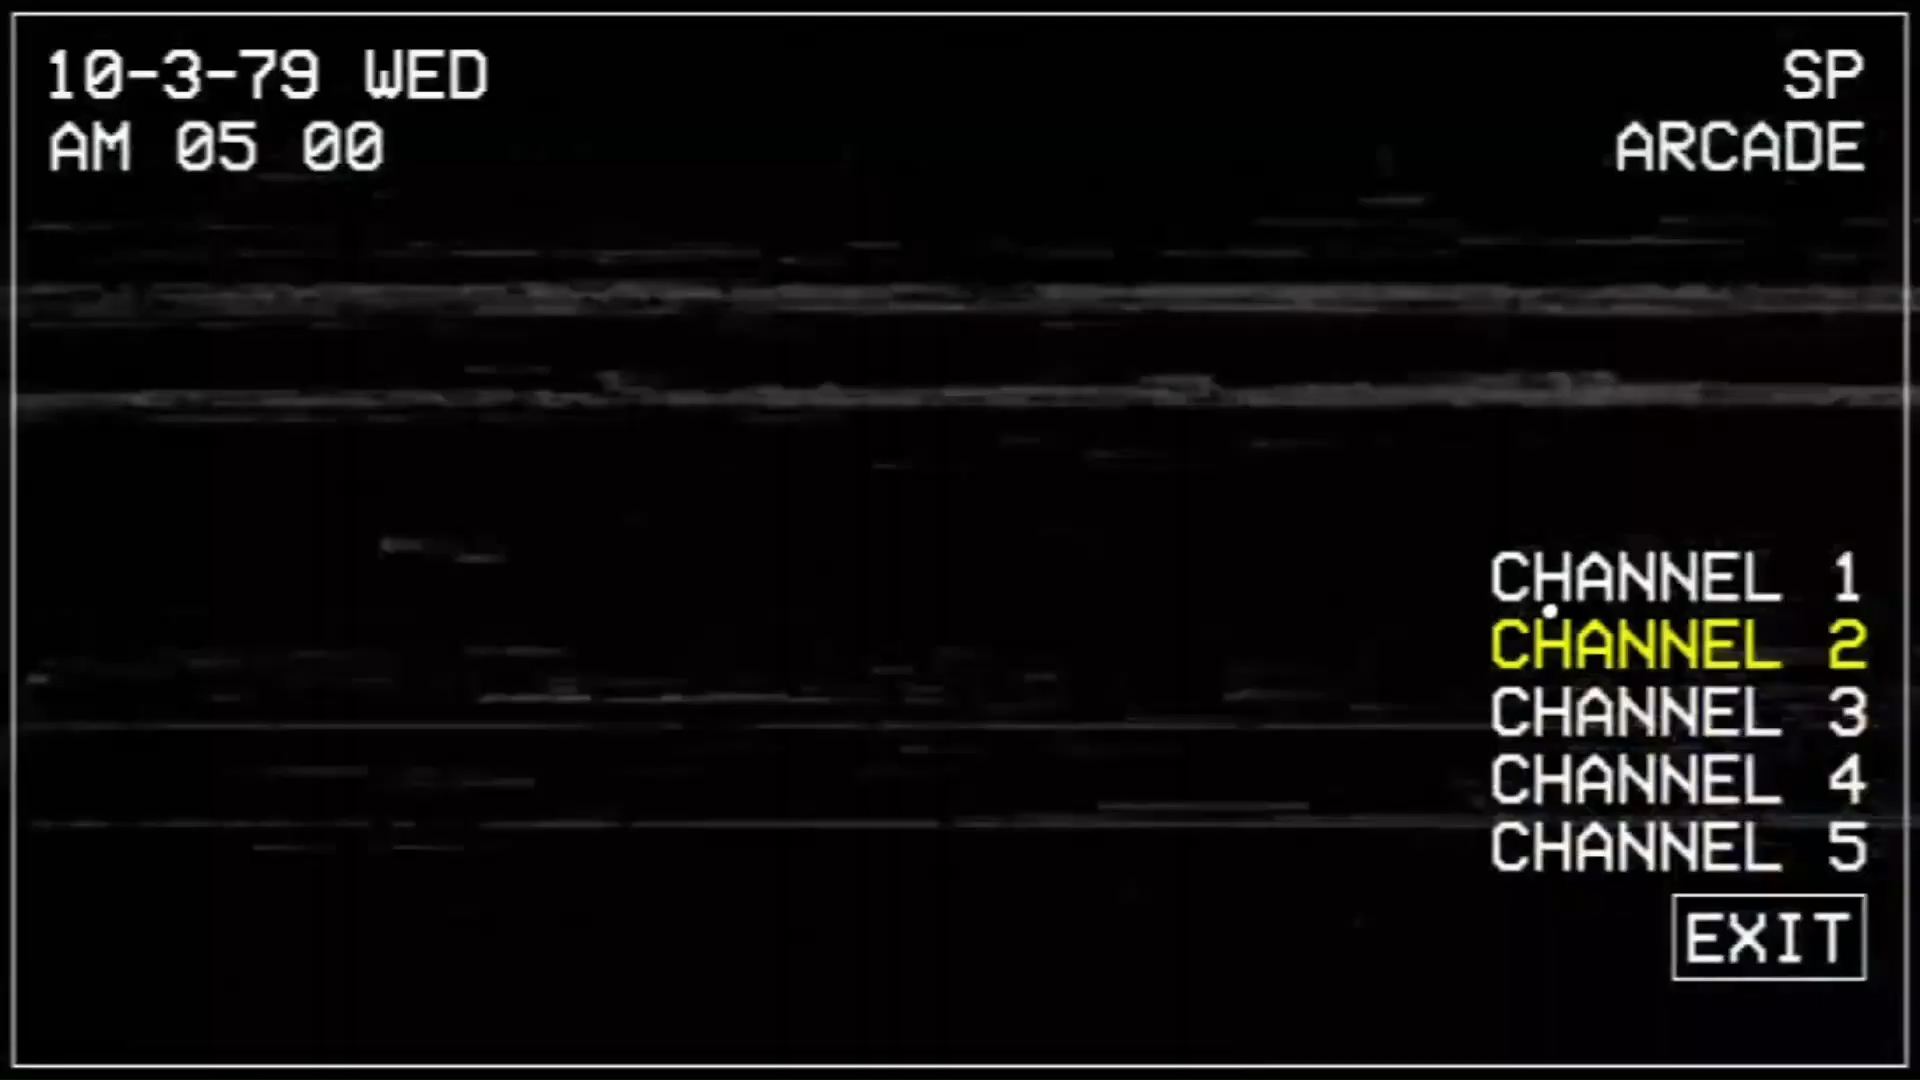 10-3-79 WED
AM 05 00
SP
ARCADE
CHANNEL 1
CHANNEL 2
CHANNEL 3
CHANNEL 4
CHANNEL 5
EXIT